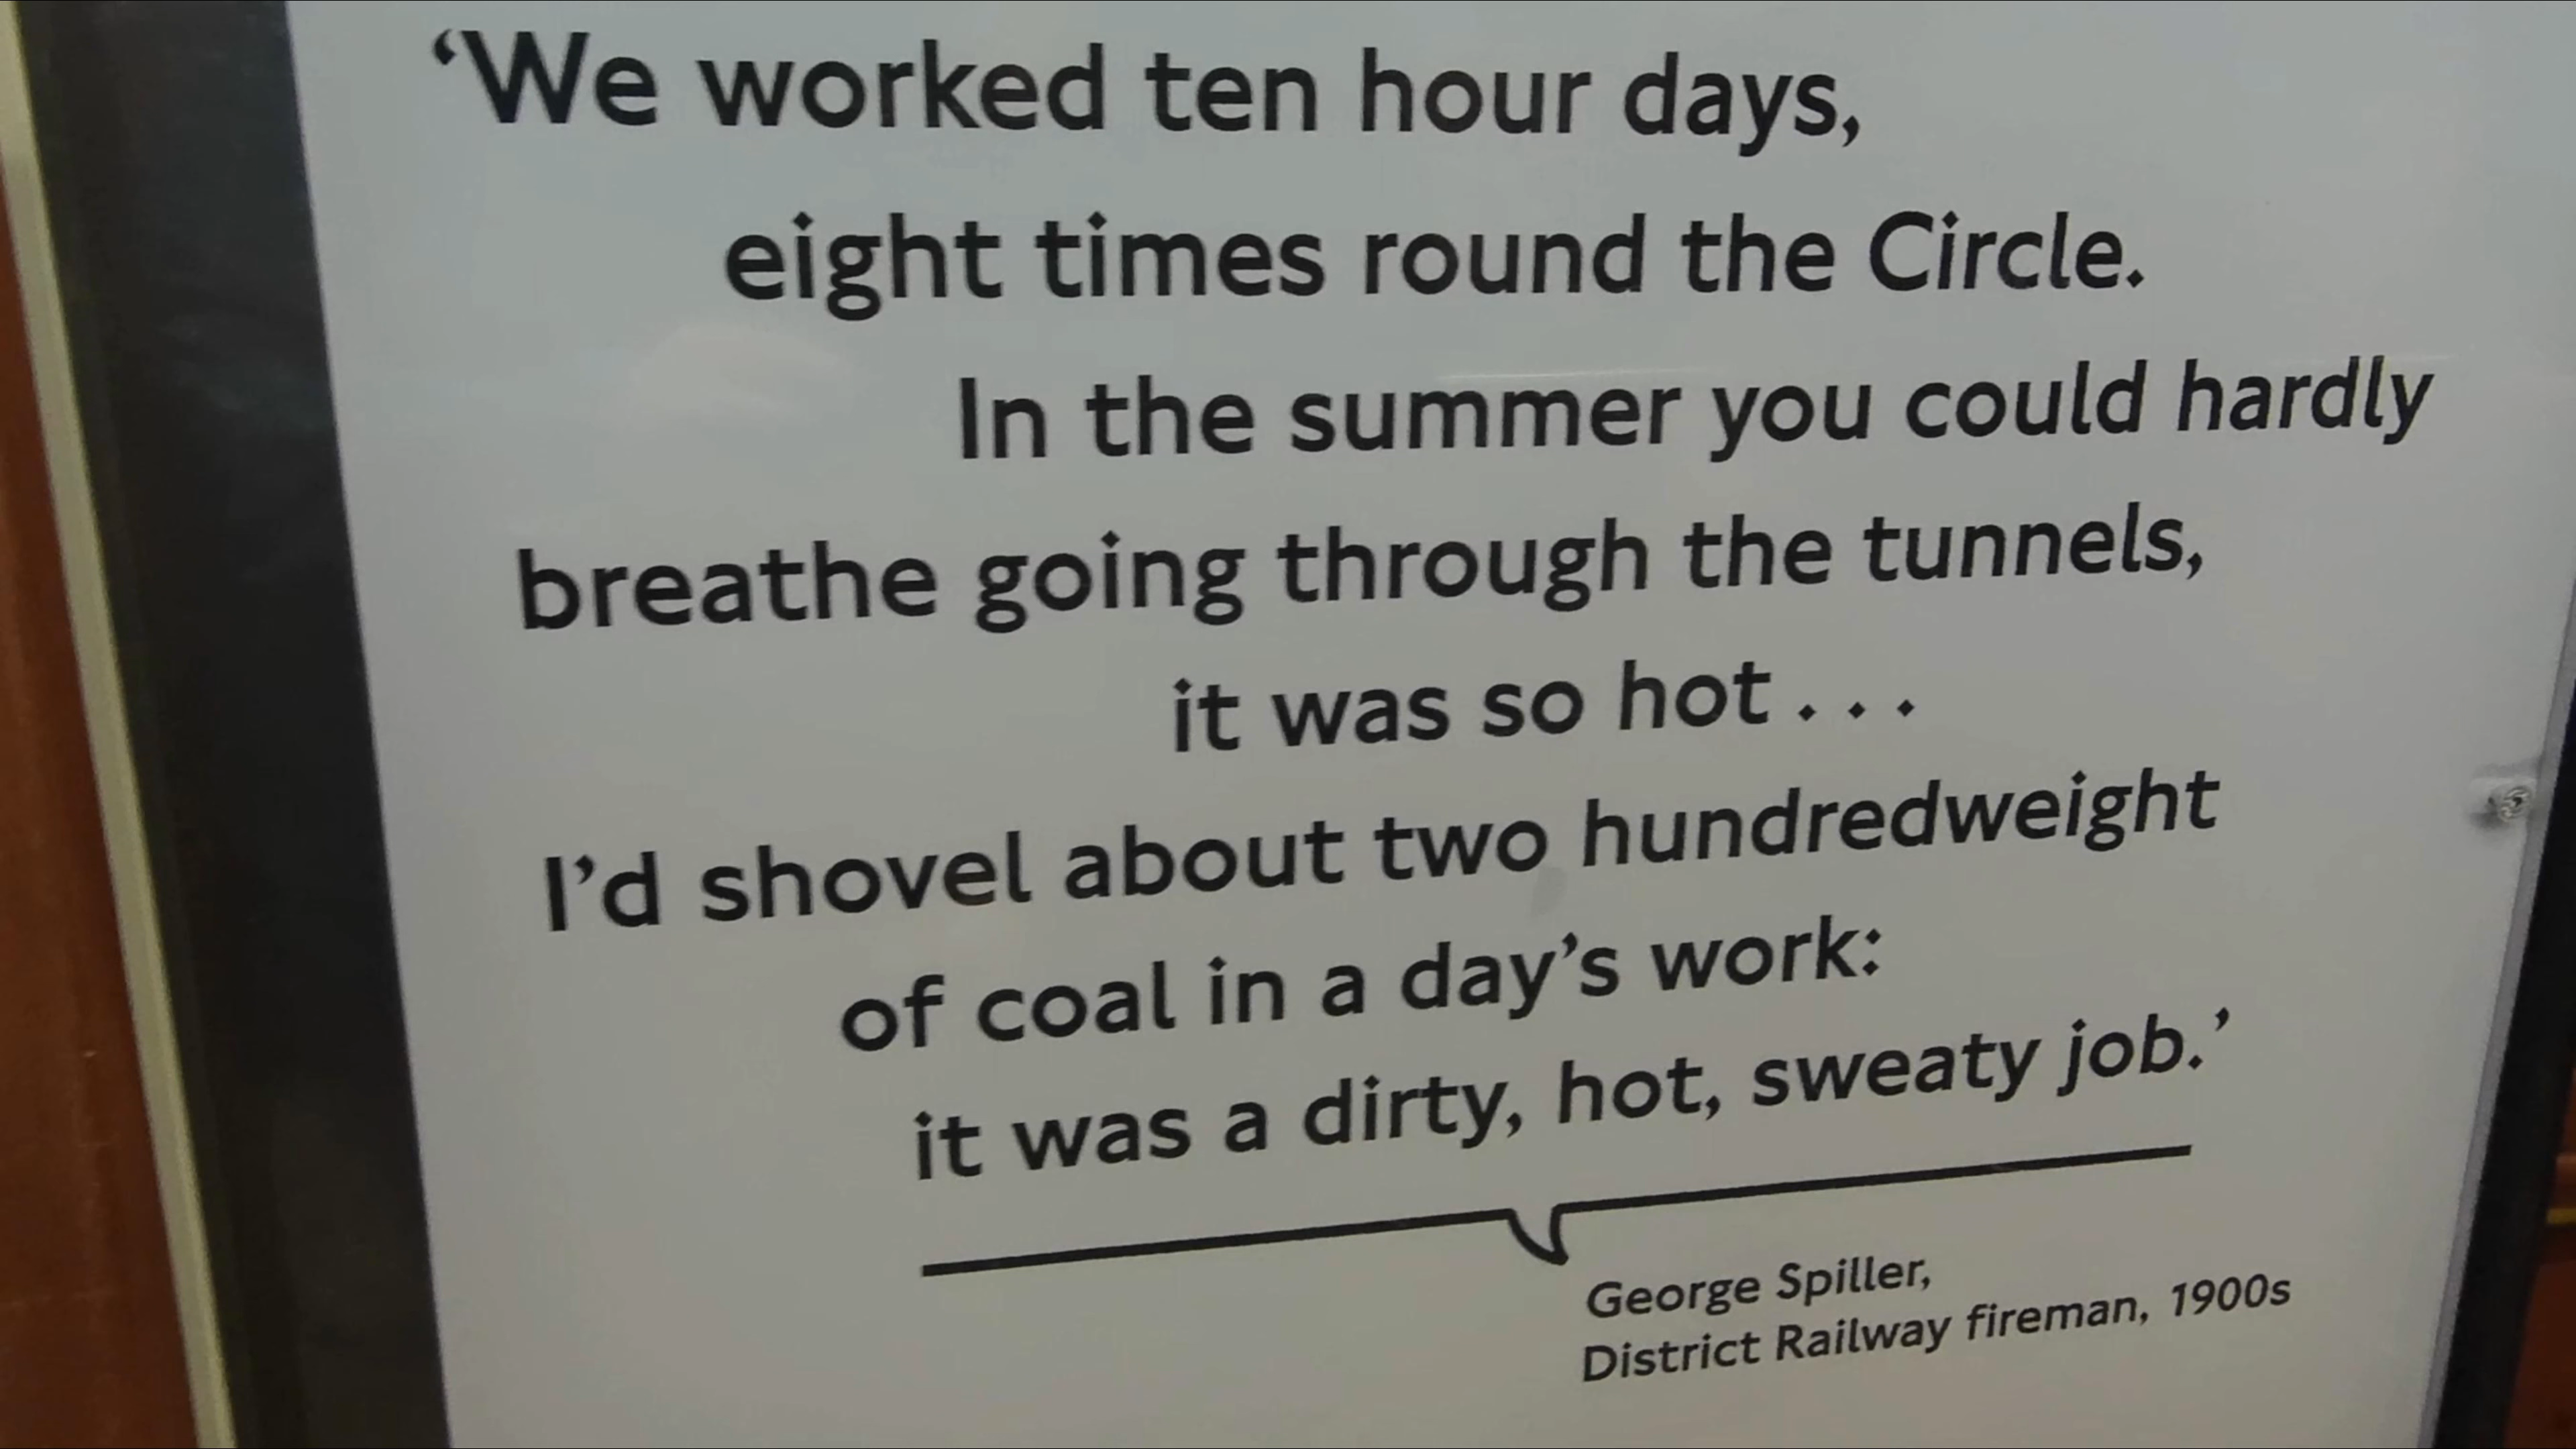 ‘We worked ten hour days,
eight times round the Circle.
In the summer you could hardly
breathe going through the tunnels,
it was so hot . . .
I’d shovel about two hundredweight
of coal in a day’s work:
it was a dirty, hot, sweaty job.’
George Spiller,
District Railway fireman, 1900s